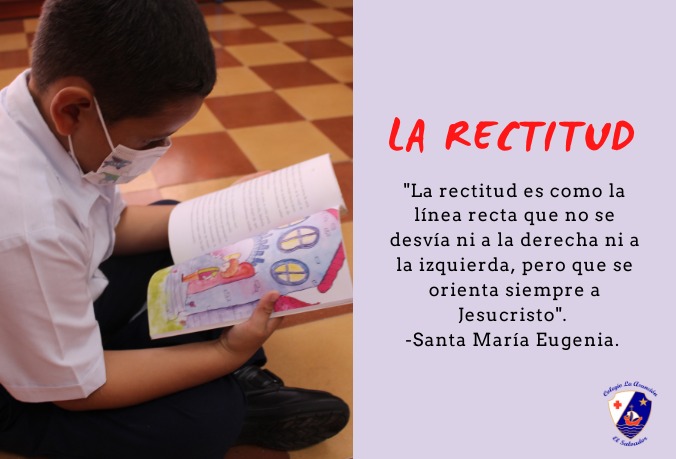 LA RECTITUD
"La rectitud es como la
línea recta que no se
desvía ni a la derecha ni a
la izquierda, pero que se
orienta siempre a
Jesucristo".
-Santa María Eugenia.
Colegio La Asunción
El Salvador